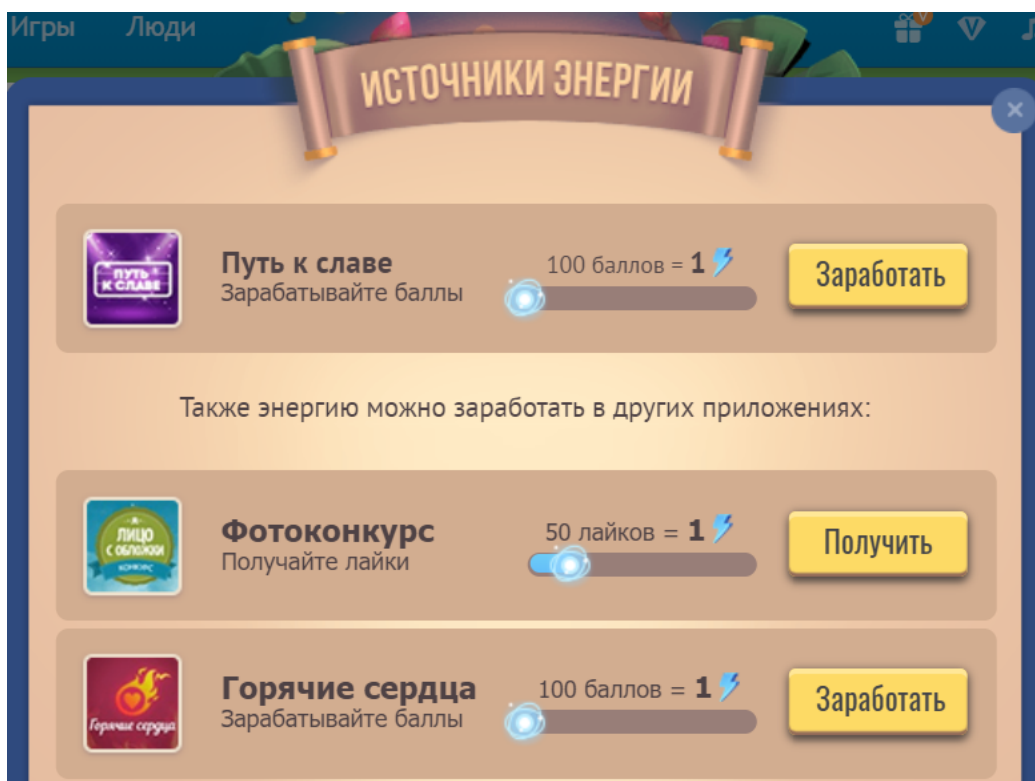 Игры Люди
V
ИСТОЧНИКИ ЭНЕРГИИ
ПУТЬ
К СЛАВЕ
Путь к славе
Зарабатывайте баллы
100 баллов = 1
Заработать
Также энергию можно заработать в других приложениях:
ЛИЦО
С ОБЛОЖКИ
КОНКУРС
Фотоконкурс
Получайте лайки
50 лайков = 1
Получить
Горячие сердца
Горячие сердца
Зарабатывайте баллы
100 баллов = 1
Заработать